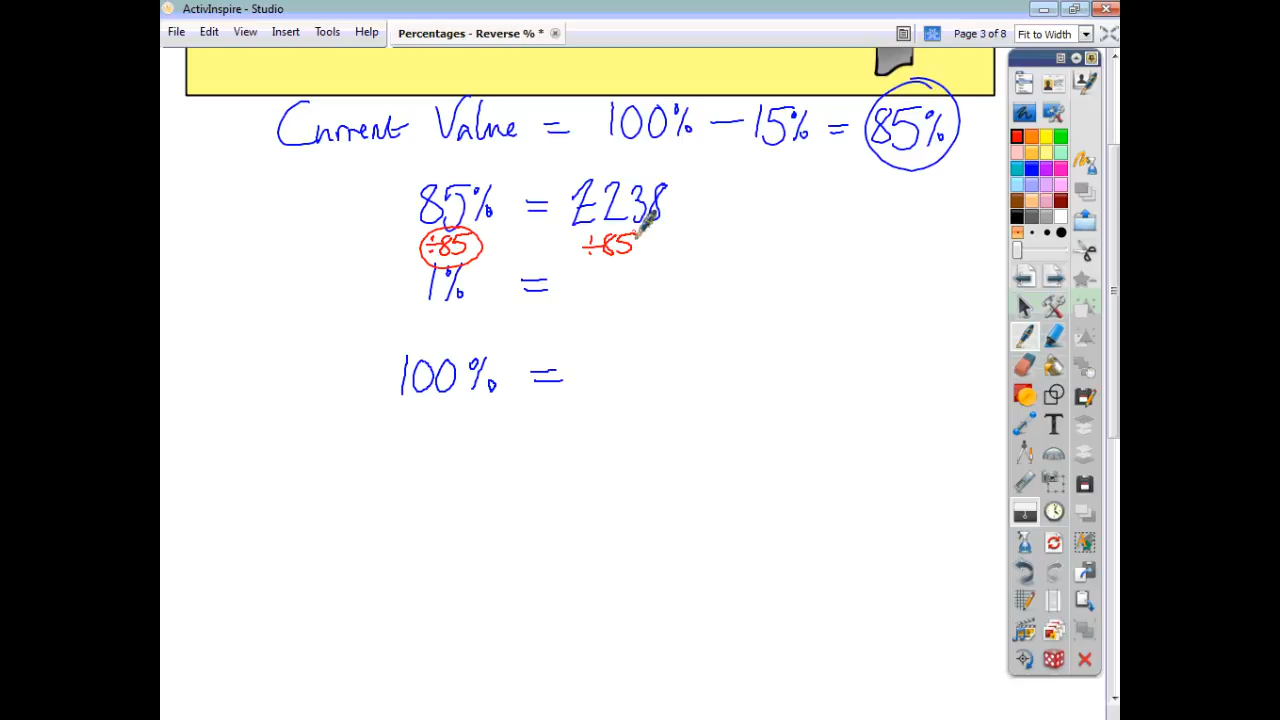 ActivInspire - Studio
File Edit View Insert Tools Help Percentages - Reverse % * Page 3 of 8 Fit to Width
Current Value = 100% - 15% = 85%
85% = £238
÷85 ÷85
1% =
100% =